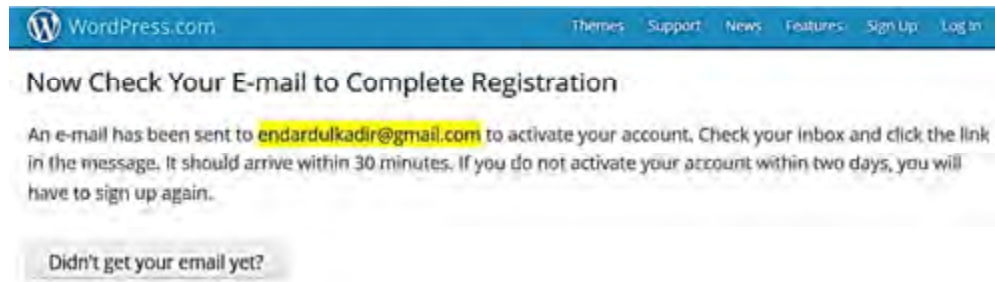 WordPress.com Themes Support News Features Sign Up Log In
Now Check Your E-mail to Complete Registration
An e-mail has been sent to endardulkadir@gmail.com to activate your account. Check your inbox and click the link
in the message. It should arrive within 30 minutes. If you do not activate your account within two days, you will
have to sign up again.
Didn't get your email yet?